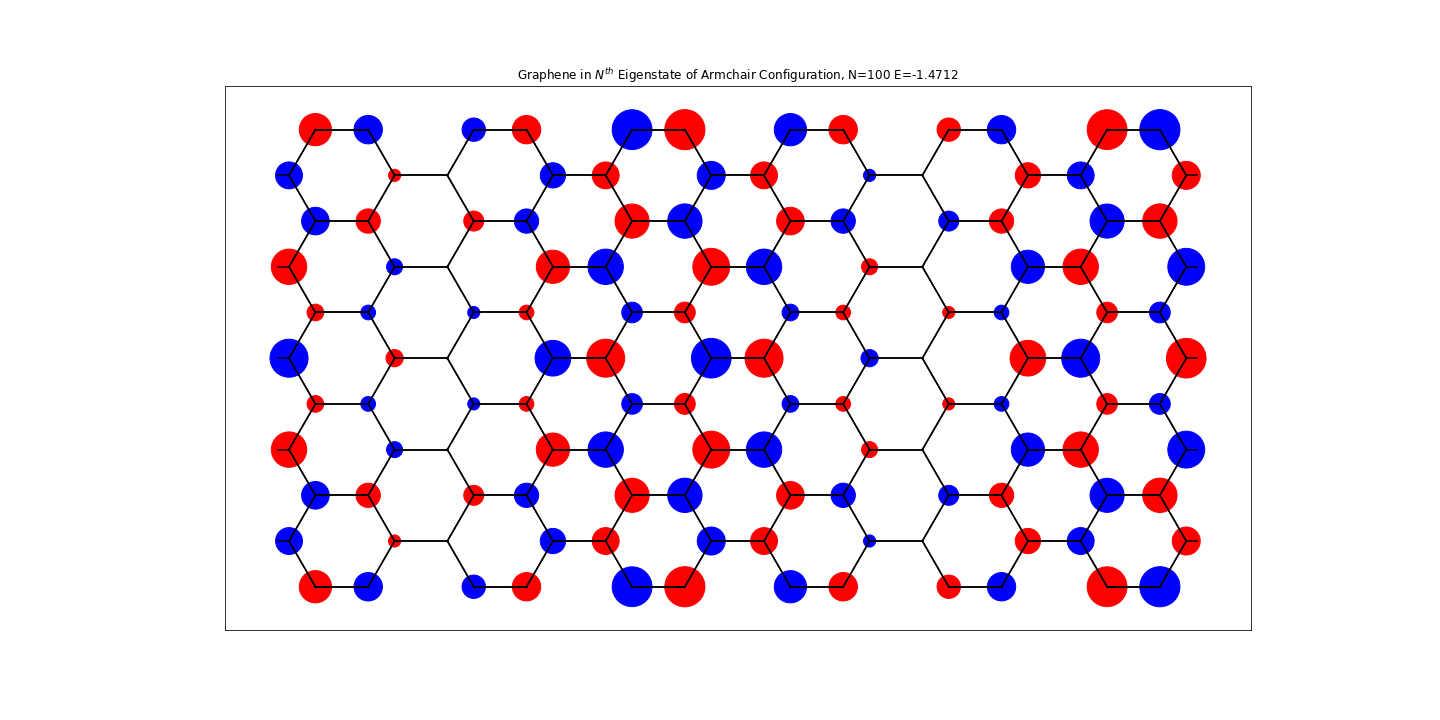 Graphene in $N^{th}$ Eigenstate of Armchair Configuration, N=100 E=-1.4712